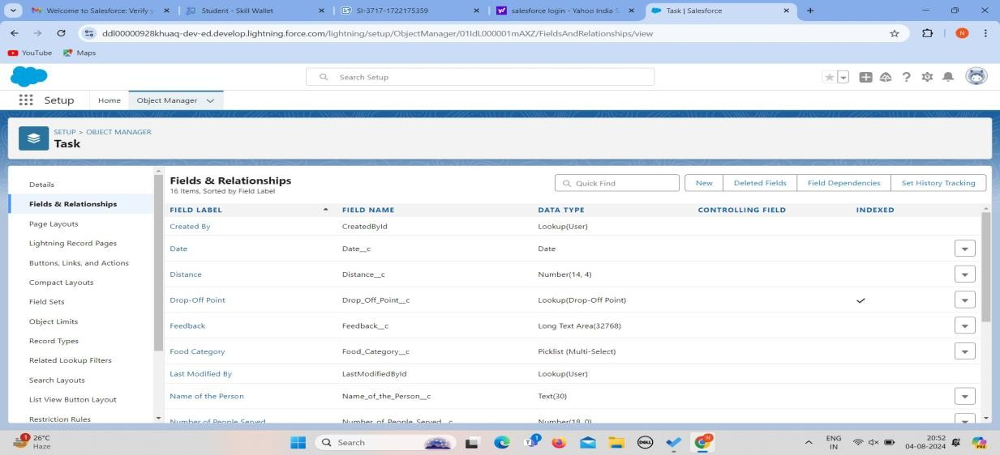 Welcome to Salesforce: Verify y
Student - Skill Wallet
SI-3717-1722175359
salesforce login - Yahoo India S
Task | Salesforce
ddl00000928khuaq-dev-ed.develop.lightning.force.com/lightning/setup/ObjectManager/01IdL000001mAXZ/FieldsAndRelationships/view
N
YouTube
Maps
Search Setup
Setup
Home
Object Manager
SETUP > OBJECT MANAGER
Task
Details
Fields & Relationships
Page Layouts
Lightning Record Pages
Buttons, Links, and Actions
Compact Layouts
Field Sets
Object Limits
Record Types
Related Lookup Filters
Search Layouts
List View Button Layout
Restriction Rules
Fields & Relationships
16 Items, Sorted by Field Label
Quick Find
New
Deleted Fields
Field Dependencies
Set History Tracking
FIELD LABEL FIELD NAME DATA TYPE CONTROLLING FIELD INDEXED
Created By CreatedById Lookup(User)
Date Date__c Date
Distance Distance__c Number(14, 4)
Drop-Off Point Drop_Off_Point__c Lookup(Drop-Off Point)
Feedback Feedback__c Long Text Area(32768)
Food Category Food_Category__c Picklist (Multi-Select)
Last Modified By LastModifiedById Lookup(User)
Name of the Person Name_of_the_Person__c Text(30)
Number of People Served Number_of_People_Served__c Number(18, 0)
1
26°C
Haze
Search
1
DELL
N
ENG
IN
20:52
04-08-2024
PRE